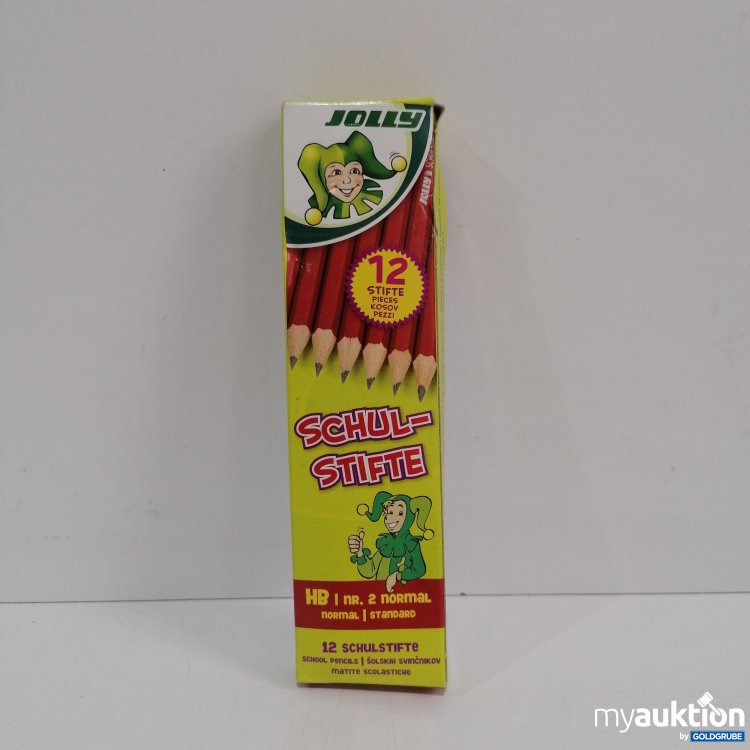 JOLLY
JOLLY's
12
STIFTE
PIECES
KOSOV
PEZZI
SCHUL-
STIFTE
HB | nr. 2 normal
normal | standard
12 SCHULSTIFTe
SCHOOL PENCILS | ŠOLSKIH SVINČNIKOV
MATITE SCOLASTICHE
myauktion
by GOLDGRUBE